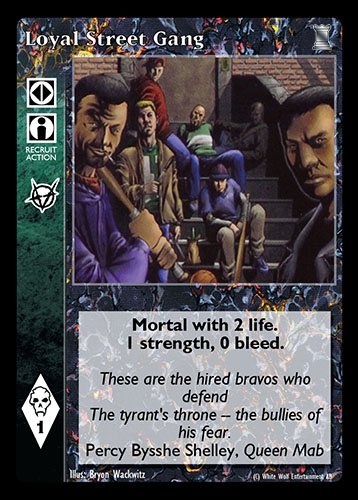 Loyal Street Gang
RECRUIT
ACTION
1
Mortal with 2 life.
1 strength, 0 bleed.
These are the hired bravos who
defend
The tyrant's throne – the bullies of
his fear.
Percy Bysshe Shelley, Queen Mab
Illus: Bryon Wackwitz
(C) White Wolf Entertainment AB